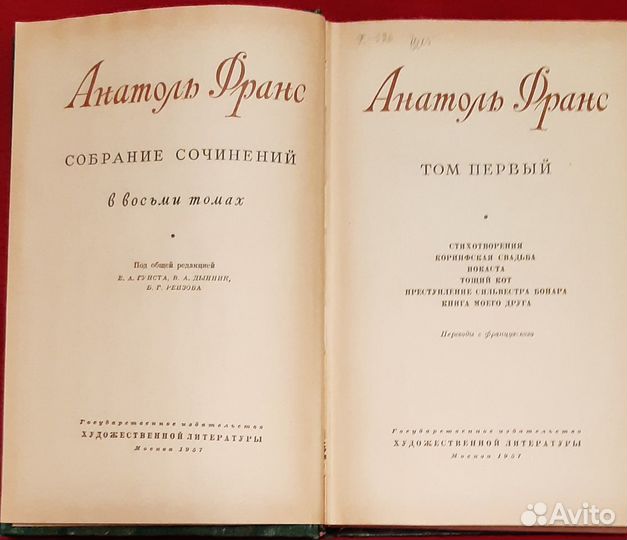 Анатоль Франс
СОБРАНИЕ СОЧИНЕНИЙ
в восьми томах
Под общей редакцией
Е. А. ГУНСТА, В. А. ДЫННИК,
Б. Г. РЕИЗОВА
Государственное издательство
ХУДОЖЕСТВЕННОЙ ЛИТЕРАТУРЫ
Москва 1957
Анатоль Франс
ТОМ ПЕРВЫЙ
СТИХОТВОРЕНИЯ
КОРИНФСКАЯ СВАДЬБА
ИОКАСТА
ТОЩИЙ КОТ
ПРЕСТУПЛЕНИЕ СИЛЬВЕСТРА БОНАРА
КНИГА МОЕГО ДРУГА
Переводы с французского
Государственное издательство
ХУДОЖЕСТВЕННОЙ ЛИТЕРАТУРЫ
Москва 1957
Avito